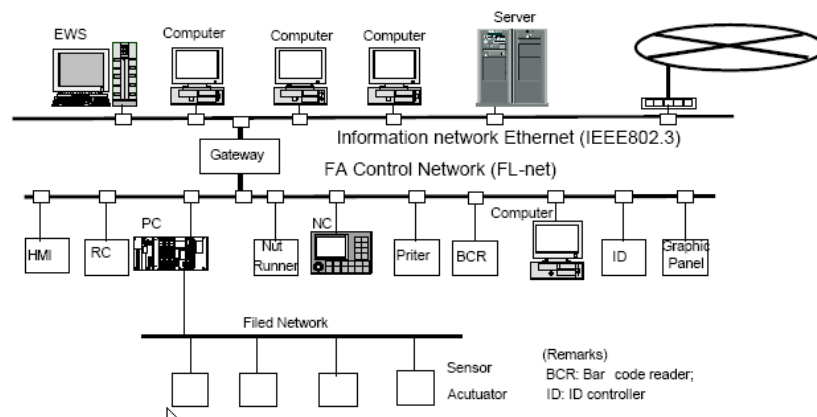 EWS
Computer
Computer
Computer
Server
Information network Ethernet (IEEE802.3)
Gateway
FA Control Network (FL-net)
HMI
RC
PC
Nut
Runner
NC
Priter
BCR
Computer
ID
Graphic
Panel
Filed Network
Sensor
Acutuator
(Remarks)
BCR: Bar code reader;
ID: ID controller